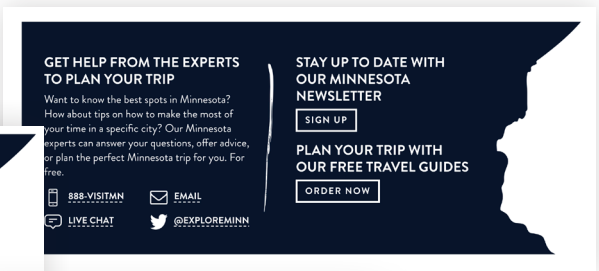 GET HELP FROM THE EXPERTS
TO PLAN YOUR TRIP
Want to know the best spots in Minnesota?
How about tips on how to make the most of
your time in a specific city? Our Minnesota
experts can answer your questions, offer advice,
or plan the perfect Minnesota trip for you. For
free.
888-VISITMN
EMAIL
LIVE CHAT
@EXPLOREMINN
STAY UP TO DATE WITH
OUR MINNESOTA
NEWSLETTER
SIGN UP
PLAN YOUR TRIP WITH
OUR FREE TRAVEL GUIDES
ORDER NOW